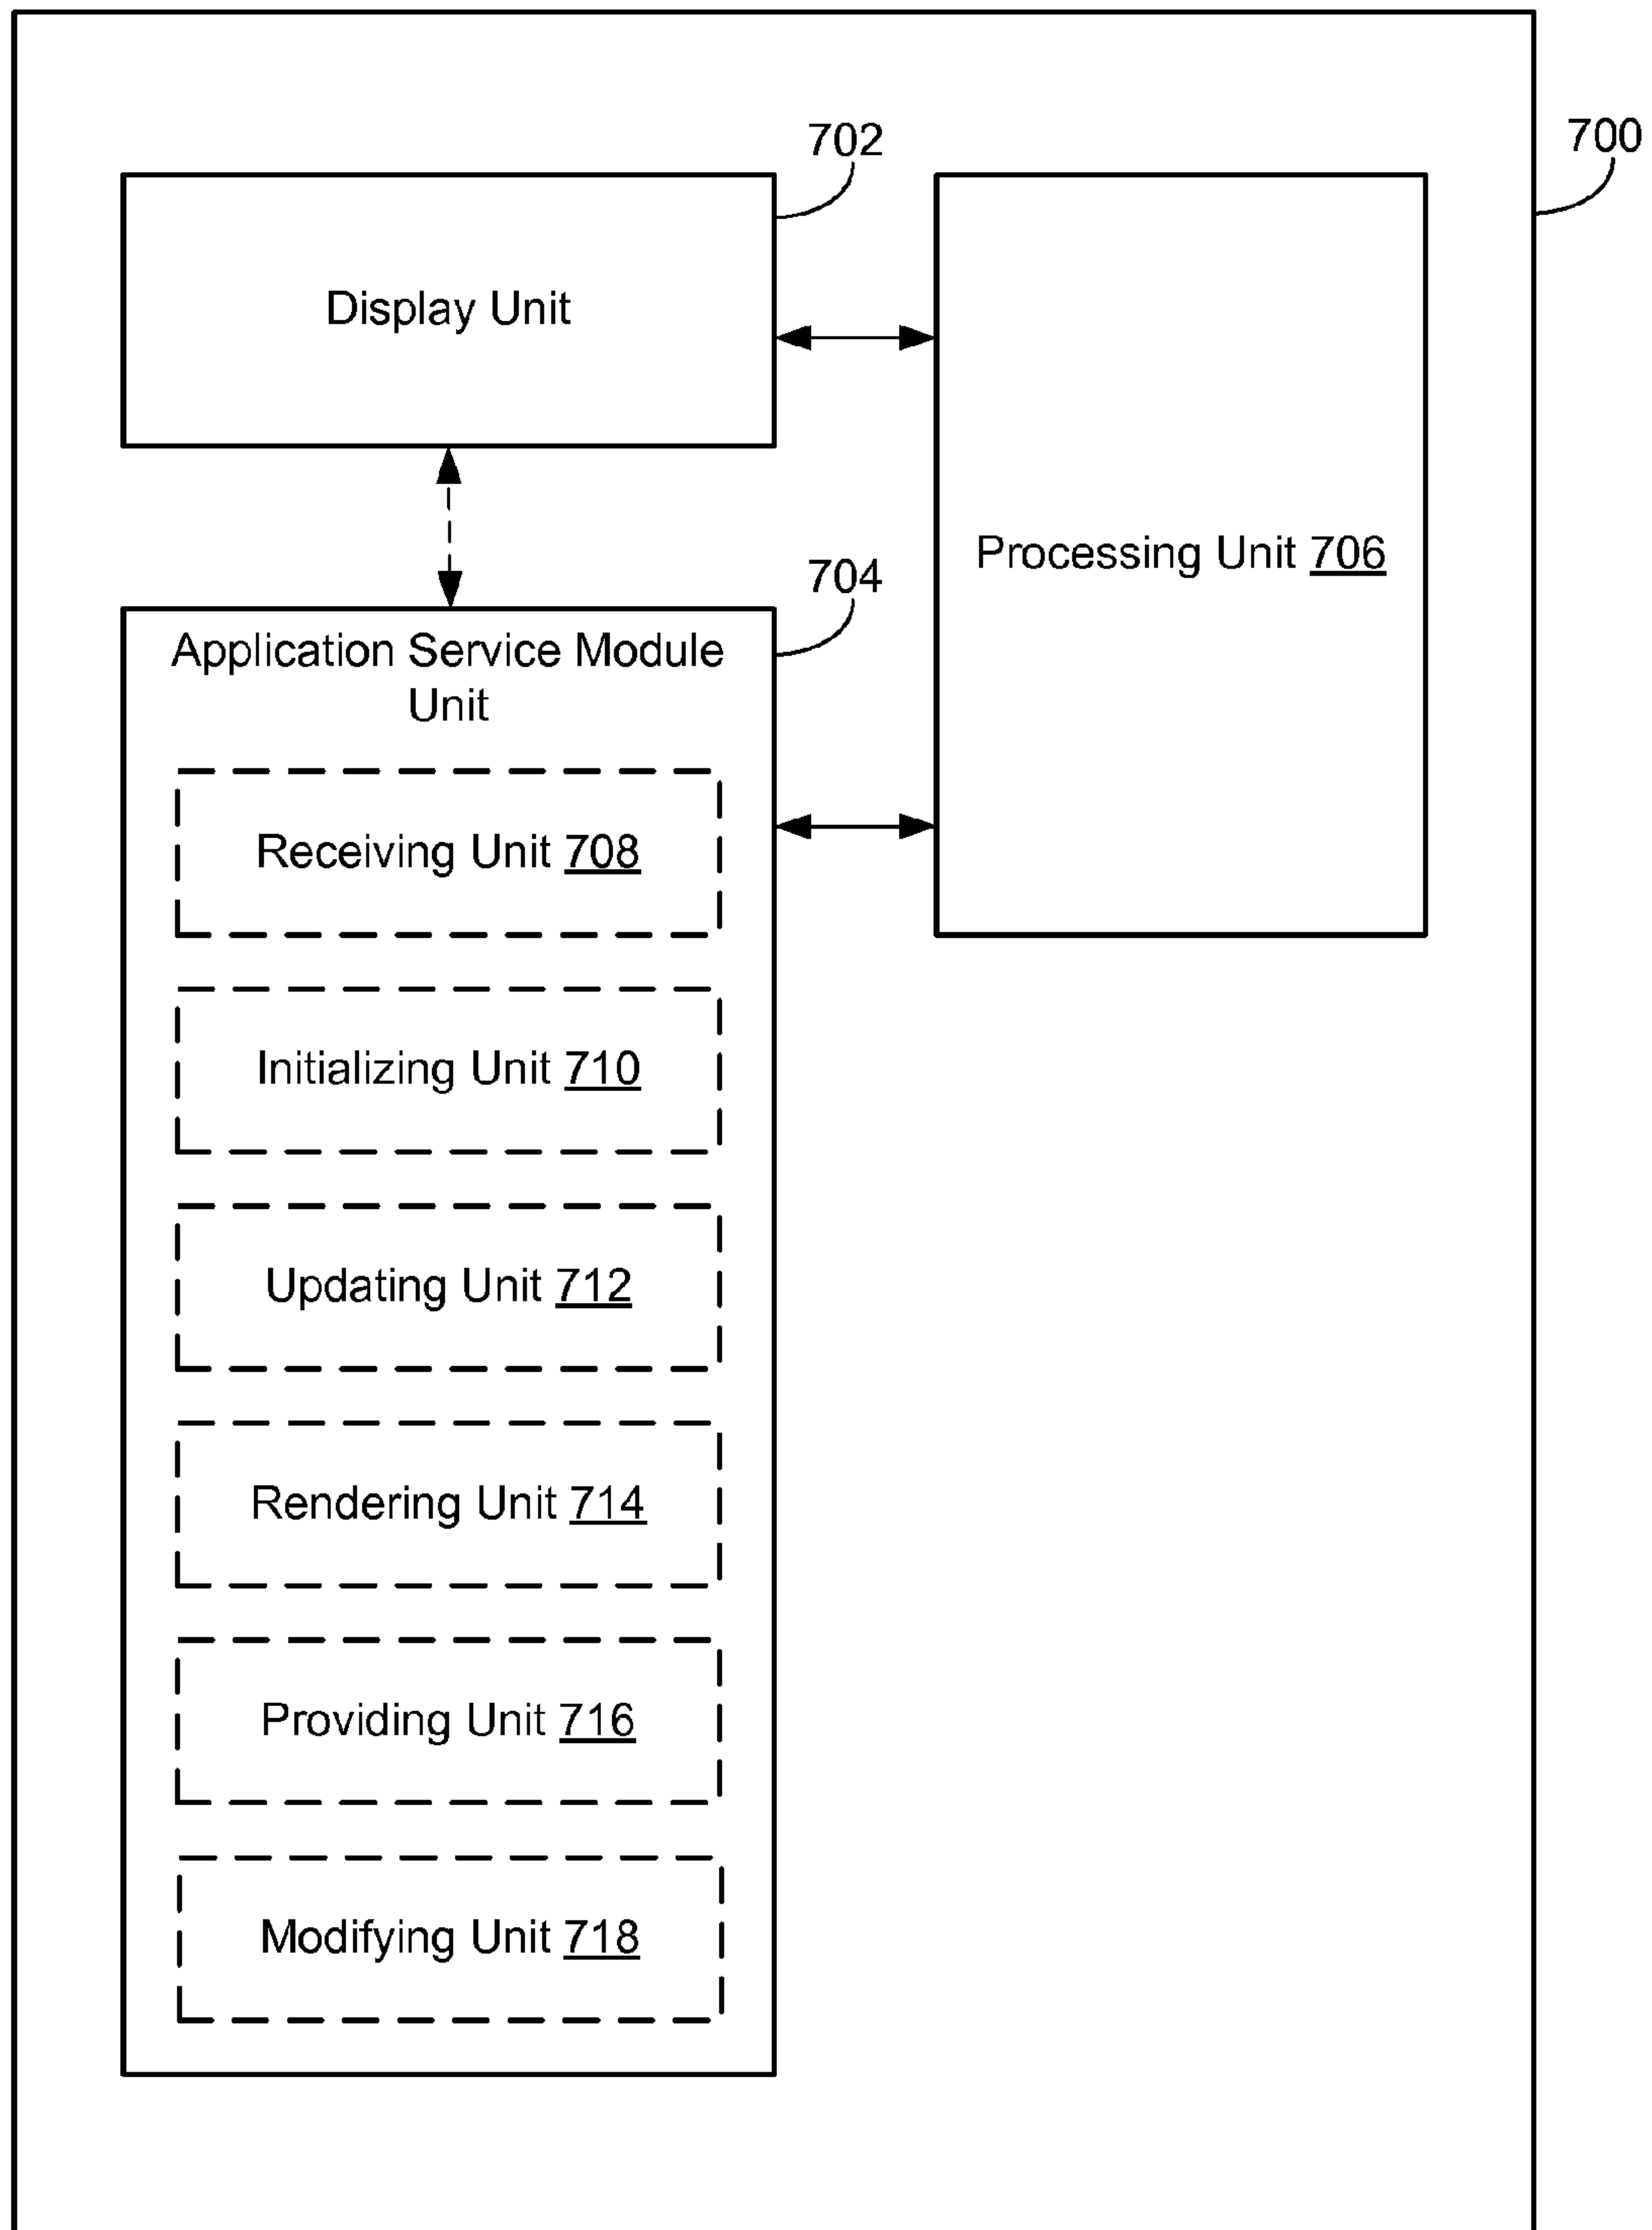 702
700
Display Unit
Processing Unit 706
704
Application Service Module
Unit
Receiving Unit 708
Initializing Unit 710
Updating Unit 712
Rendering Unit 714
Providing Unit 716
Modifying Unit 718